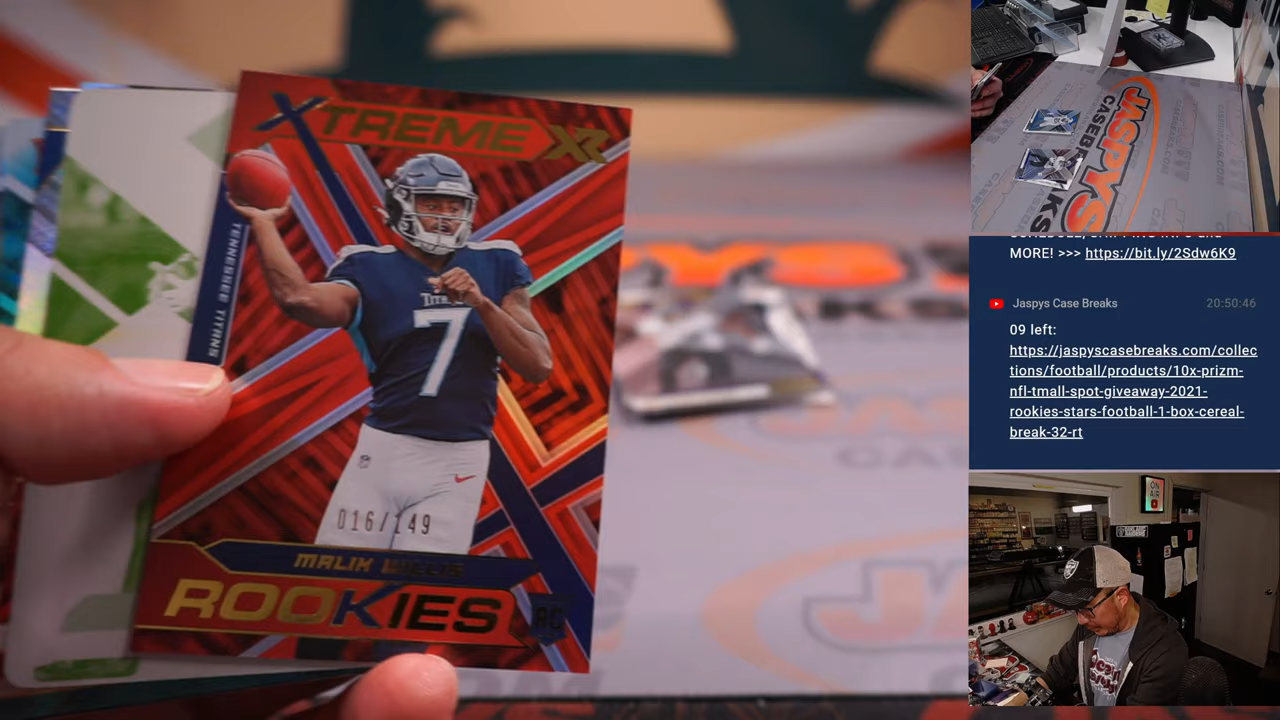 XTREME XR
TENNESSEE TITANS
TITANS
7
016/149
MALIK WILLIS
ROOKIES
RC
JASPYS
CASEBREAKS
MORE! >>> https://bit.ly/2Sdw6K9
Jaspys Case Breaks
20:50:46
09 left:
https://jaspyscasebreaks.com/collec
tions/football/products/10x-prizm-
nfl-tmall-spot-giveaway-2021-
rookies-stars-football-1-box-cereal-
break-32-rt
ON
AIR